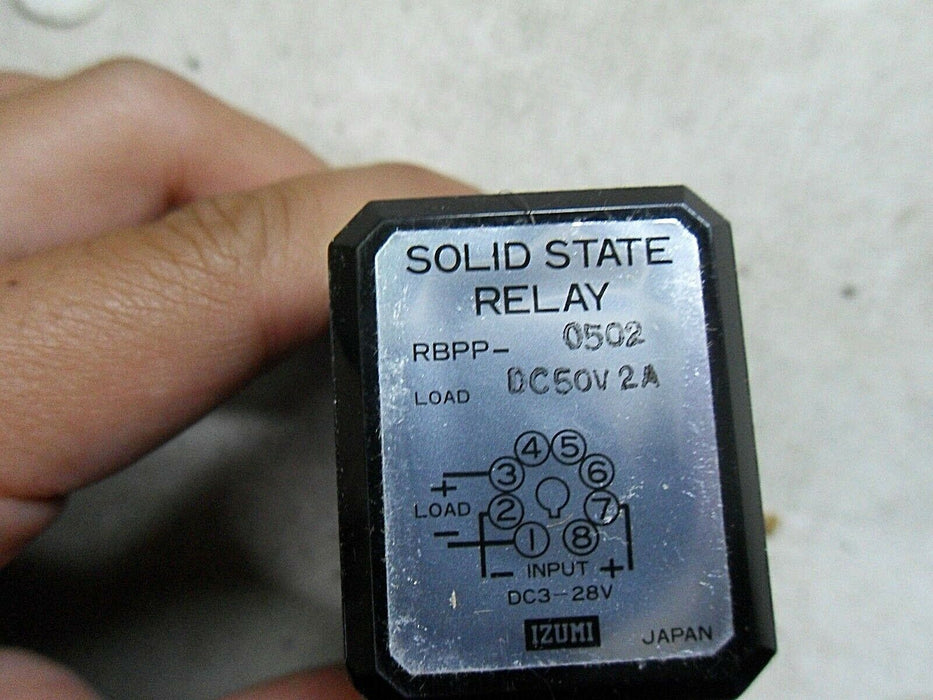 SOLID STATE
RELAY
RBPP- 0502
LOAD DC50V 2A
4 5
3 6
+
LOAD 2 7
-
1 8
- INPUT +
DC3-28V
IZUMI JAPAN